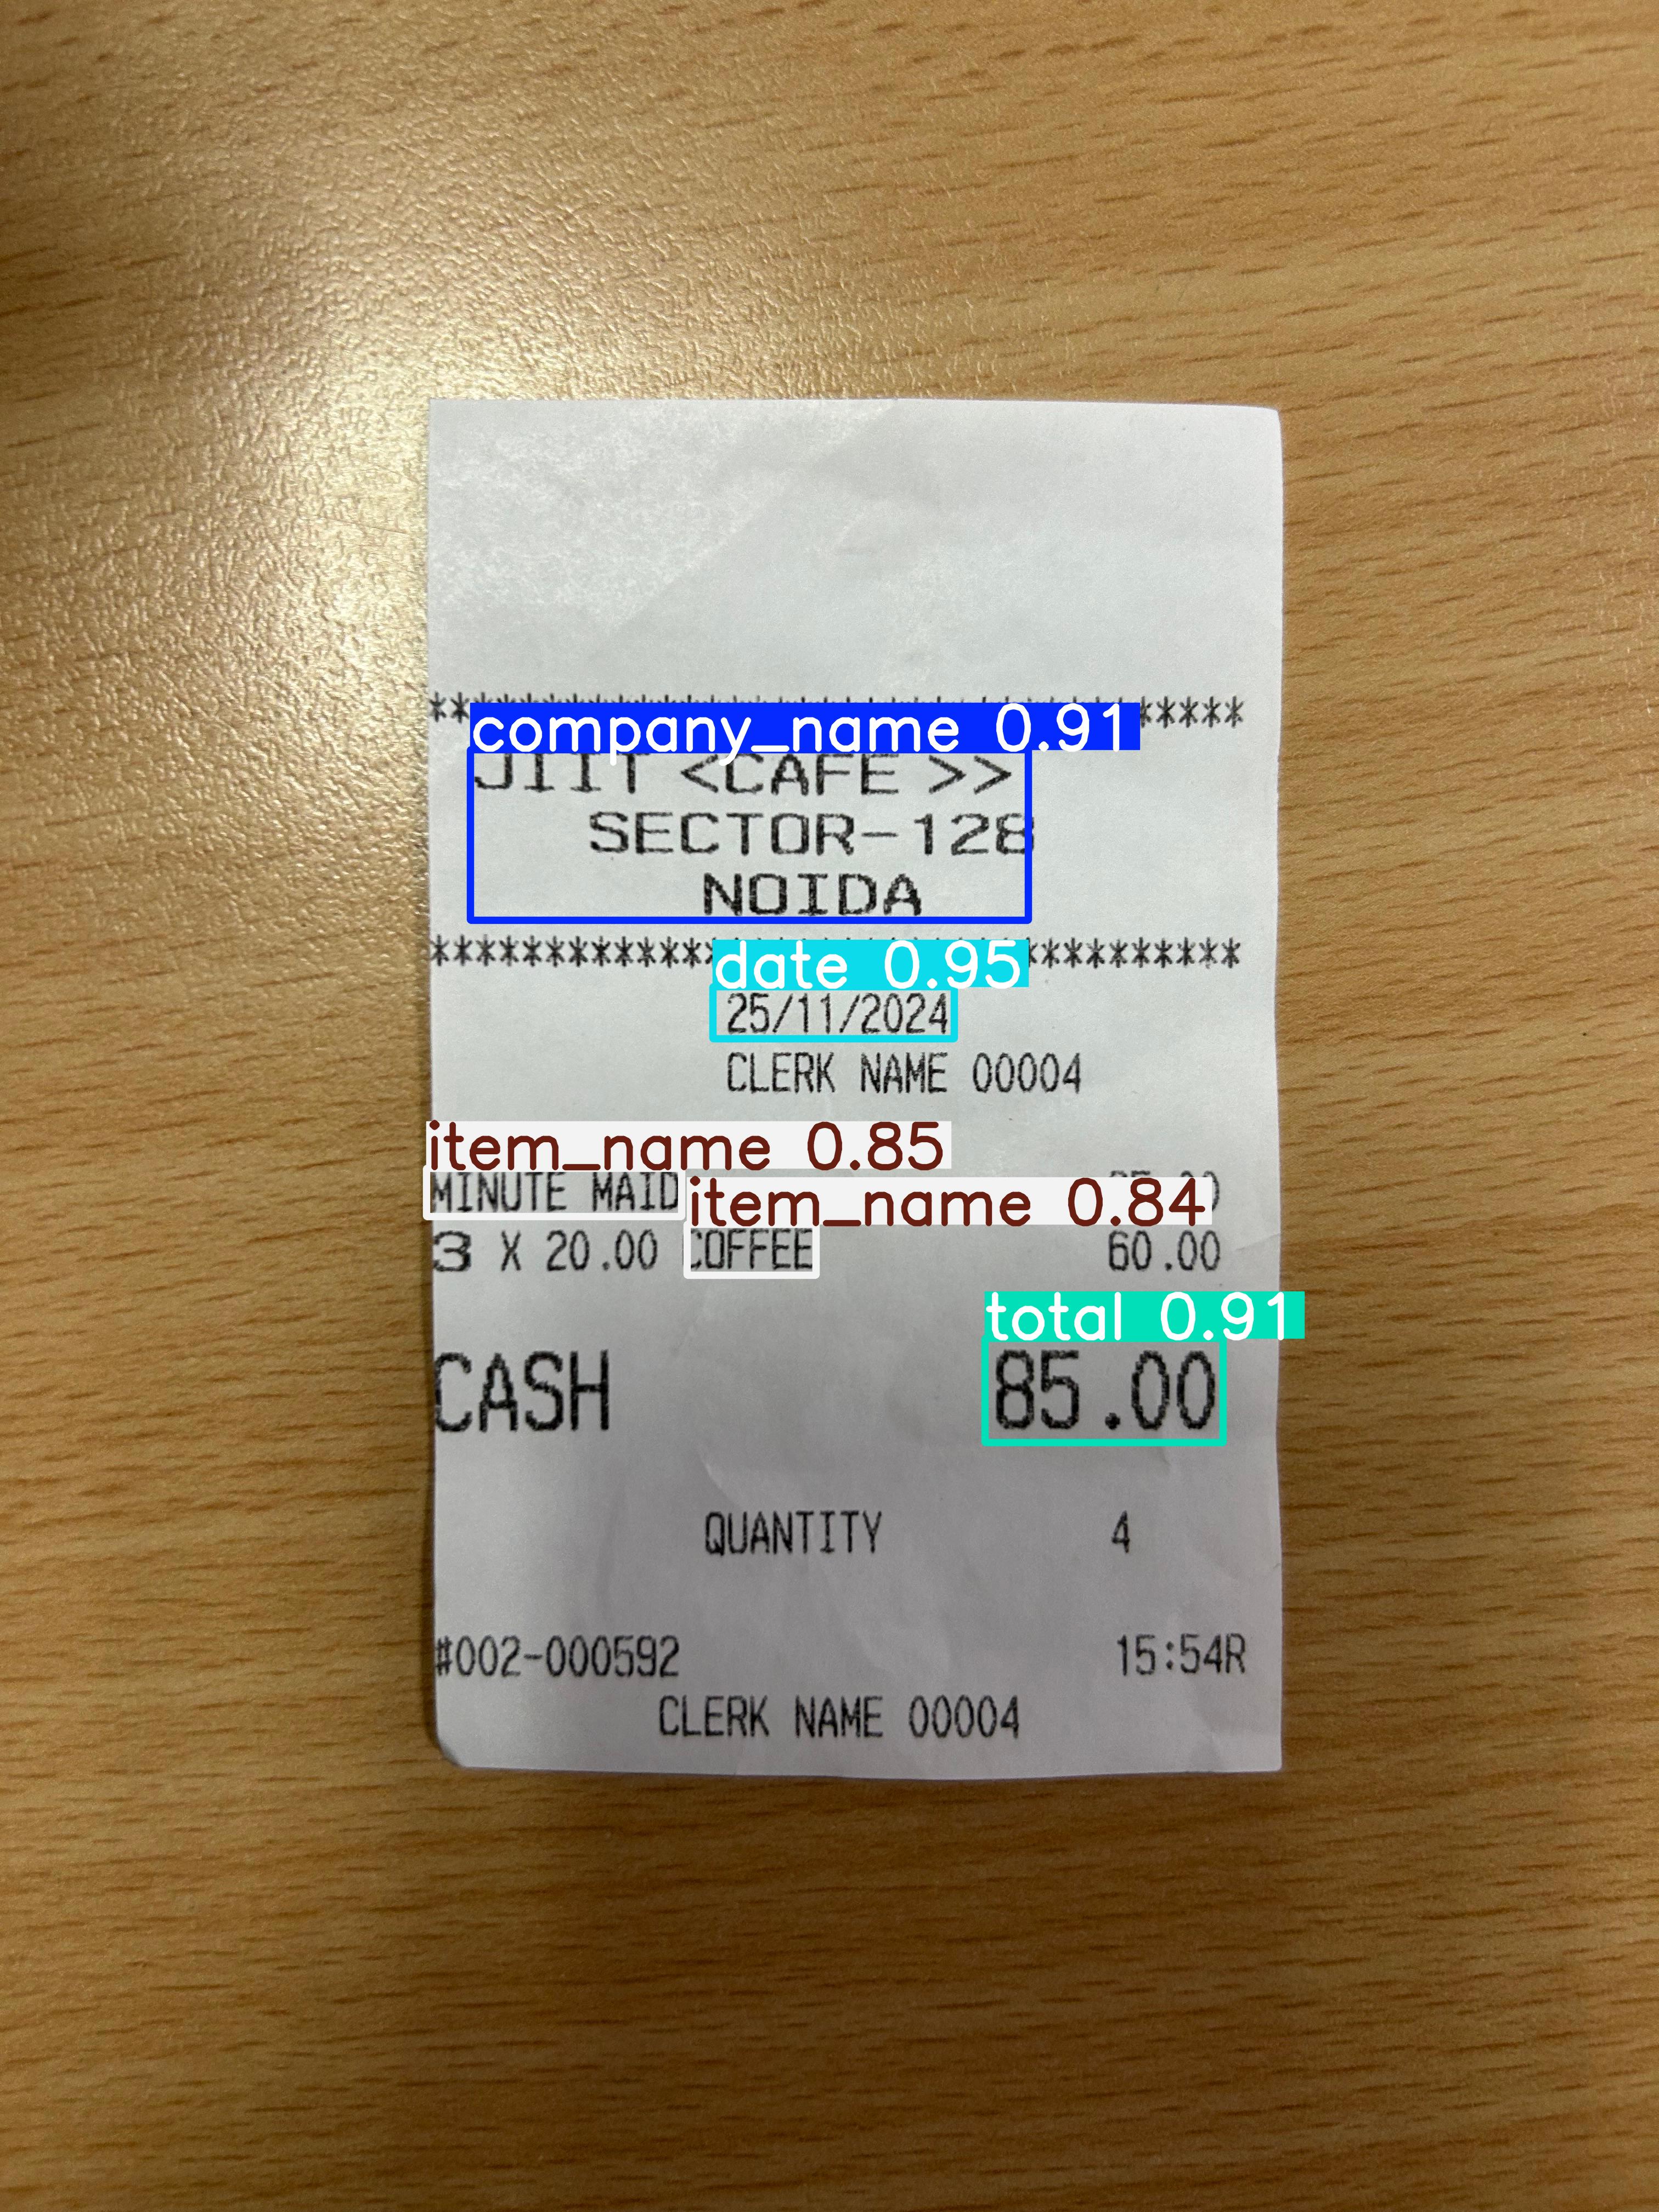 *****
company_name 0.91
JIIT <CAFE >>
SECTOR-128
NOIDA
date 0.95
25/11/2024
CLERK NAME 00004
item_name 0.85
MINUTE MAID
item_name 0.84
3 X 20.00 COFFEE 60.00
total 0.91
CASH 85.00
QUANTITY 4
#002-000592 15:54R
CLERK NAME 00004